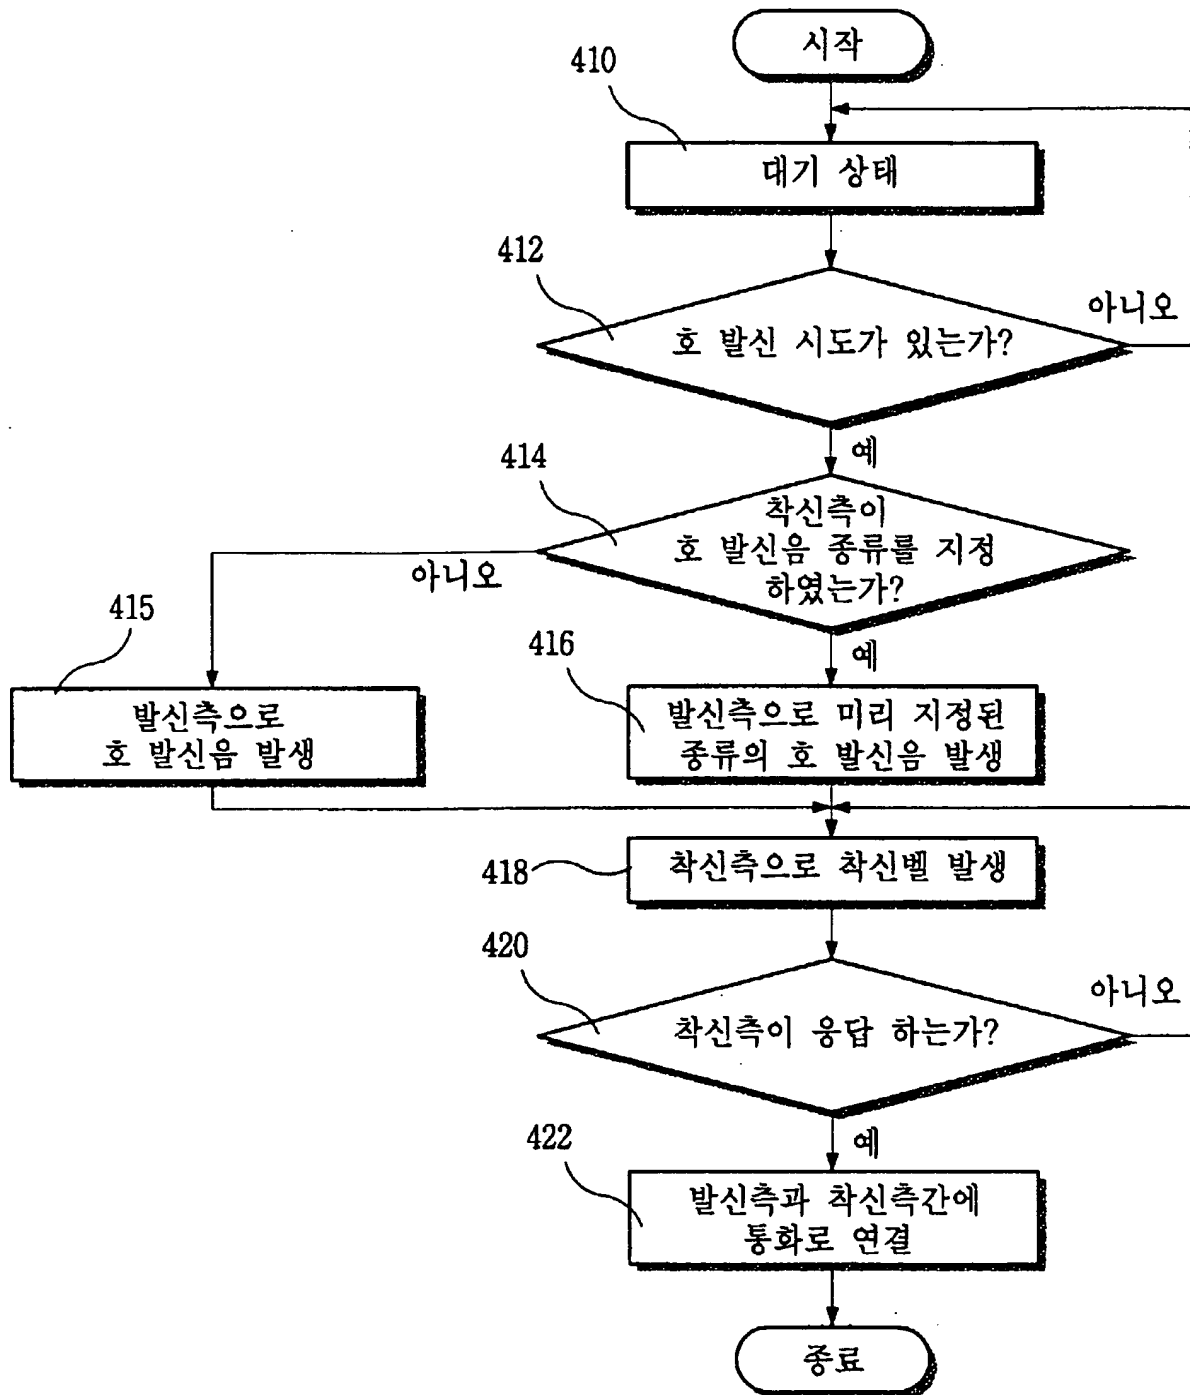 시작
410
대기 상태
412
호 발신 시도가 있는가?
아니오
예
414
착신측이
호 발신음 종류를 지정
하였는가?
아니오
예
415
발신측으로
호 발신음 발생
416
발신측으로 미리 지정된
종류의 호 발신음 발생
418
착신측으로 착신벨 발생
420
착신측이 응답 하는가?
아니오
예
422
발신측과 착신측간에
통화로 연결
종료